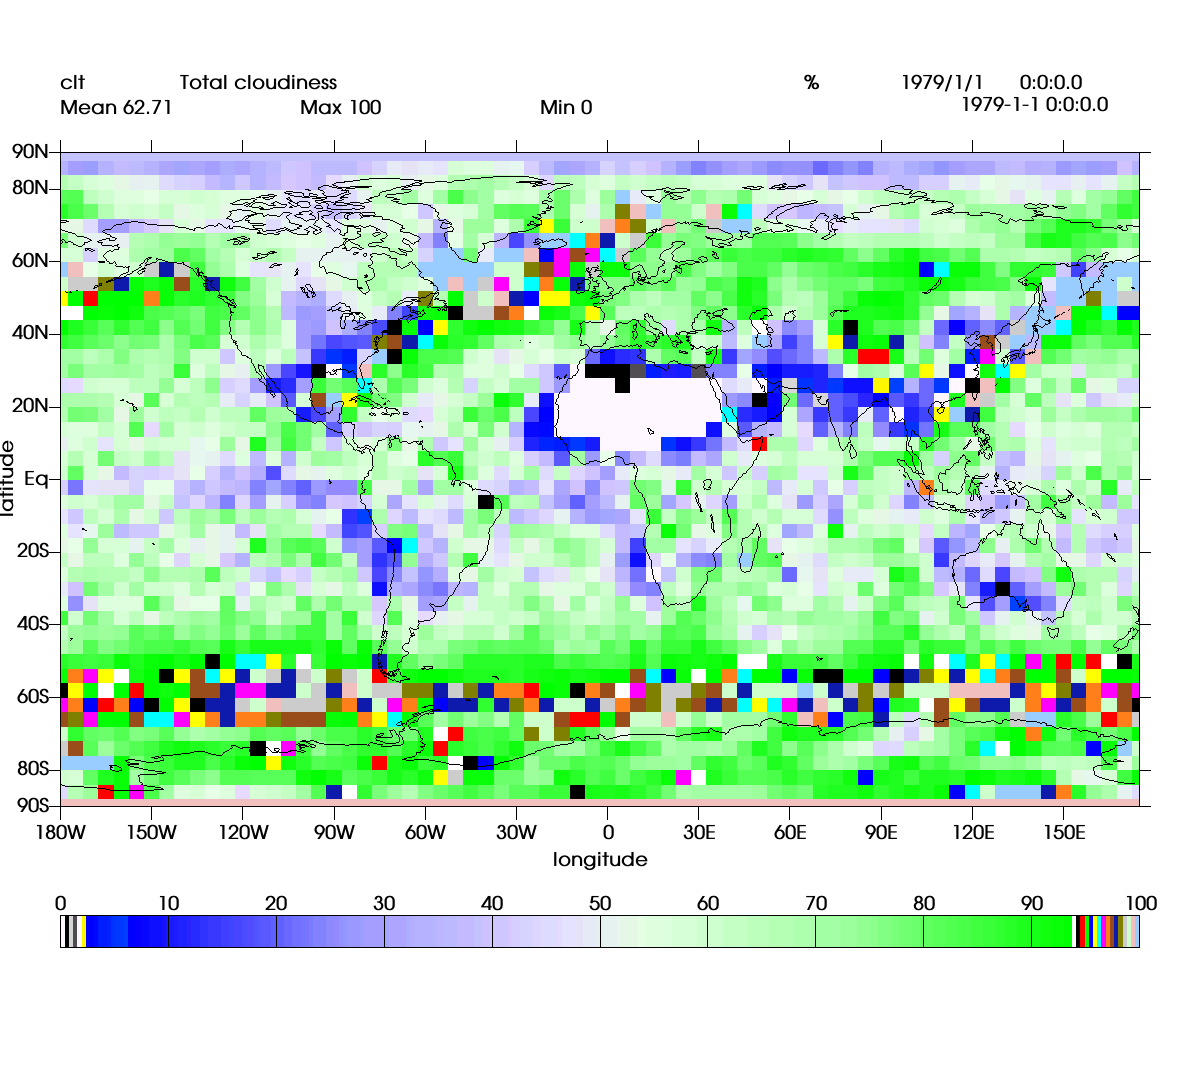 clt Total cloudiness % 1979/1/1 0:0:0.0
Mean 62.71 Max 100 Min 0 1979-1-1 0:0:0.0
90N
80N
60N
40N
20N
Eq
20S
40S
60S
80S
90S
latitude
180W 150W 120W 90W 60W 30W 0 30E 60E 90E 120E 150E
longitude
0 10 20 30 40 50 60 70 80 90 100